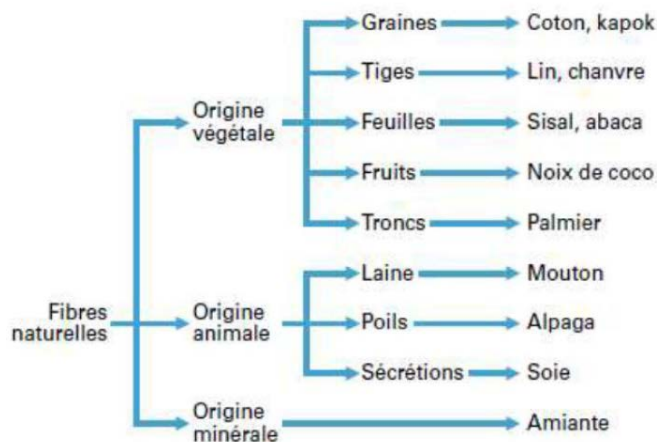 Graines Coton, kapok
Tiges Lin, chanvre
Origine
végétale
Feuilles Sisal, abaca
Fruits Noix de coco
Troncs Palmier
Laine Mouton
Fibres
naturelles
Origine
animale
Poils Alpaga
Sécrétions Soie
Origine
minérale
Amiante